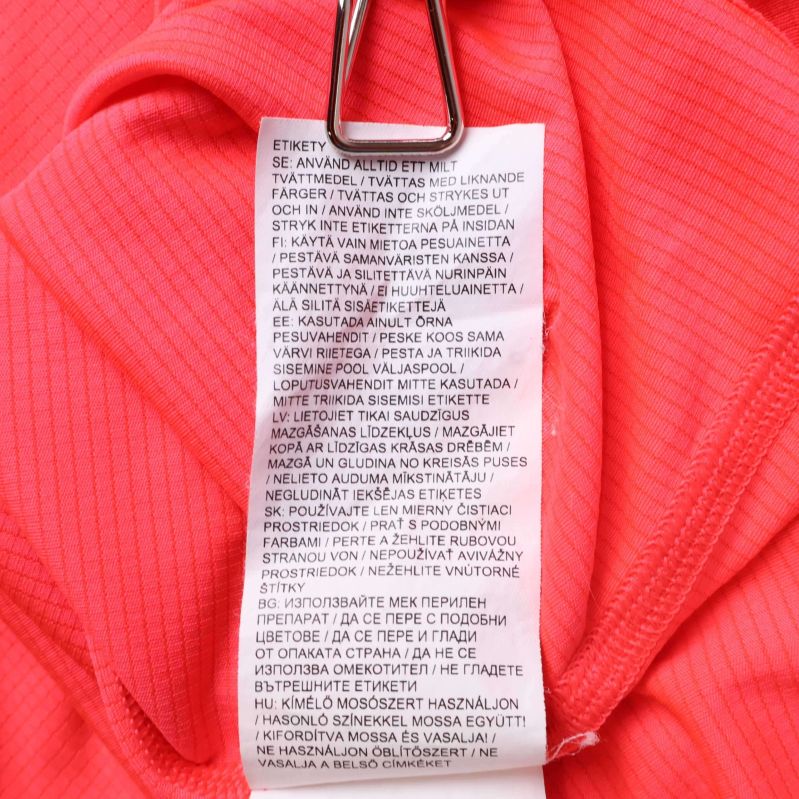 ETIKETY
SE: ANVÄND ALLTID ETT MILT
TVÄTTMEDEL / TVÄTTAS MED LIKNANDE
FÄRGER / TVÄTTAS OCH STRYKES UT
OCH IN / ANVÄND INTE SKÖLJMEDEL /
STRYK INTE ETIKETTERNA PÅ INSIDAN
FI: KÄYTÄ VAIN MIETOA PESUAINETTA
/ PESTÄVÄ SAMANVÄRISTEN KANSSA /
PESTÄVÄ JA SILITETTÄVÄ NURINPÄIN
KÄÄNNETTYNÄ / EI HUUHTELUAINETTA /
ÄLÄ SILITÄ SISÄETIKETTEJÄ
EE: KASUTADA AINULT ÕRNA
PESUVAHENDIT / PESKE KOOS SAMA
VÄRVI RIIETEGA / PESTA JA TRIIKIDA
SISEMINE POOL VÄLJASPOOL /
LOPUTUSVAHENDIT MITTE KASUTADA /
MITTE TRIIKIDA SISEMISI ETIKETTE
LV: LIETOJIET TIKAI SAUDZĪGUS
MAZGĀŠANAS LĪDZEKĻUS / MAZGĀJIET
KOPĀ AR LĪDZĪGAS KRĀSAS DRĒBĒM /
MAZGĀ UN GLUDINA NO KREISĀS PUSES
/ NELIETO AUDUMA MĪKSTINĀTĀJU /
NEGLUDINĀT IEKŠĒJAS ETIĶETES
SK: POUŽÍVAJTE LEN MIERNY ČISTIACI
PROSTRIEDOK / PRAŤ S PODOBNÝMI
FARBAMI / PERTE A ŽEHLITE RUBOVOU
STRANOU VON / NEPOUŽÍVAŤ AVIVÁŽNY
PROSTRIEDOK / NEŽEHLITE VNÚTORNÉ
ŠTÍTKY
BG: ИЗПОЛЗВАЙТЕ МЕК ПЕРИЛЕН
ПРЕПАРАТ / ДА СЕ ПЕРЕ С ПОДОБНИ
ЦВЕТОВЕ / ДА СЕ ПЕРЕ И ГЛАДИ
ОТ ОПАКАТА СТРАНА / ДА НЕ СЕ
ИЗПОЛЗВА ОМЕКОТИТЕЛ / НЕ ГЛАДЕТЕ
ВЪТРЕШНИТЕ ЕТИКЕТИ
HU: KÍMÉLŐ MOSÓSZERT HASZNÁLJON
/ HASONLÓ SZÍNEKKEL MOSSA EGYÜTT!
/ KIFORDÍTVA MOSSA ÉS VASALJA! /
NE HASZNÁLJON ÖBLÍTŐSZERT / NE
VASALJA A BELSŐ CÍMKÉKET